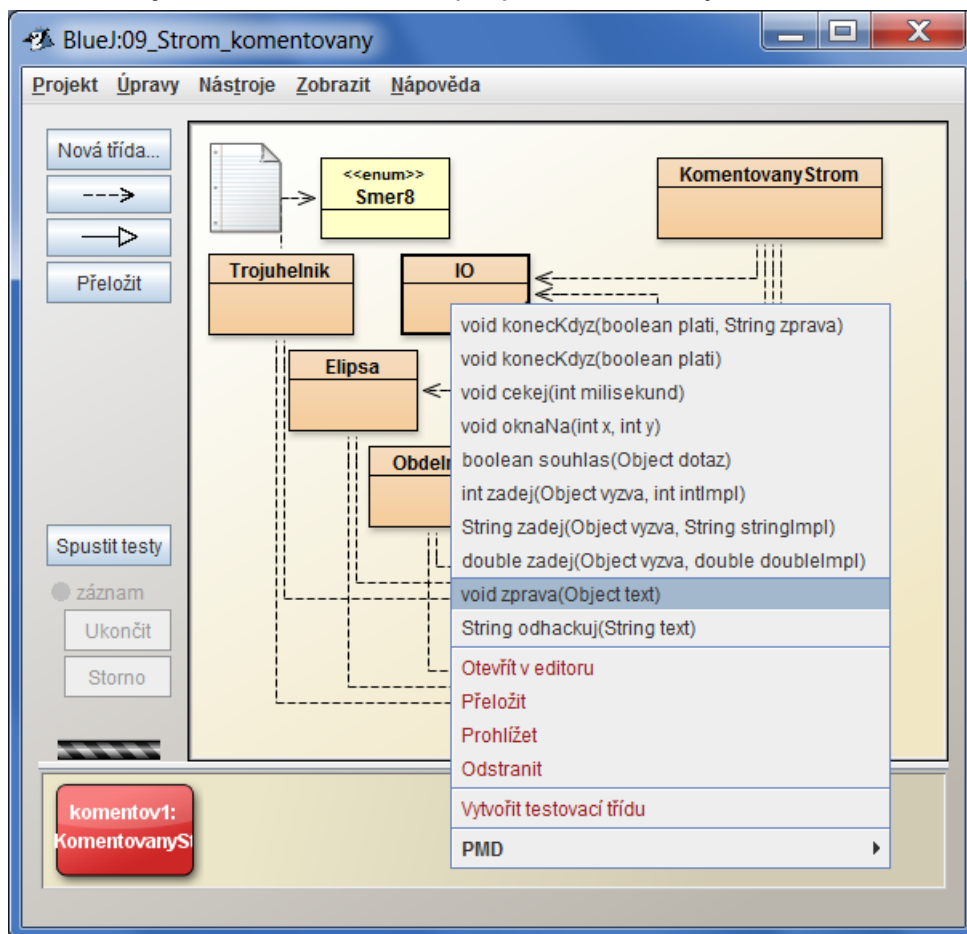 BlueJ:09_Strom_komentovany
Projekt Úpravy Nástroje Zobrazit Nápověda
Nová třída...
Přeložit
Spustit testy
záznam
Ukončit
Storno
<<enum>>
Smer8
KomentovanyStrom
Trojuhelnik
IO
Elipsa
Obdeln
void konecKdyz(boolean plati, String zprava)
void konecKdyz(boolean plati)
void cekej(int milisekund)
void oknaNa(int x, int y)
boolean souhlas(Object dotaz)
int zadej(Object vyzva, int intImpl)
String zadej(Object vyzva, String stringImpl)
double zadej(Object vyzva, double doubleImpl)
void zprava(Object text)
String odhackuj(String text)
Otevřít v editoru
Přeložit
Prohlížet
Odstranit
Vytvořit testovací třídu
PMD
komentov1:
KomentovanySt